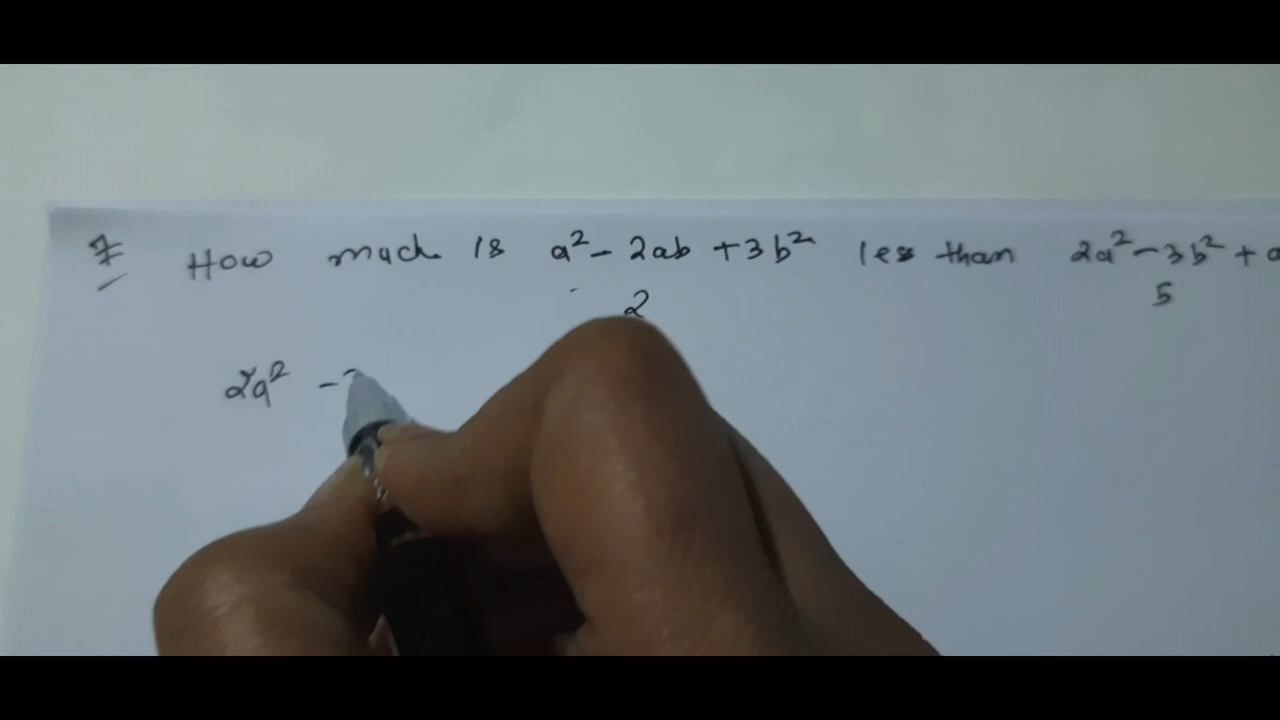 7 How much is a² - 2ab + 3b² less than 2a² - 3b² + a
2 5
2a² -